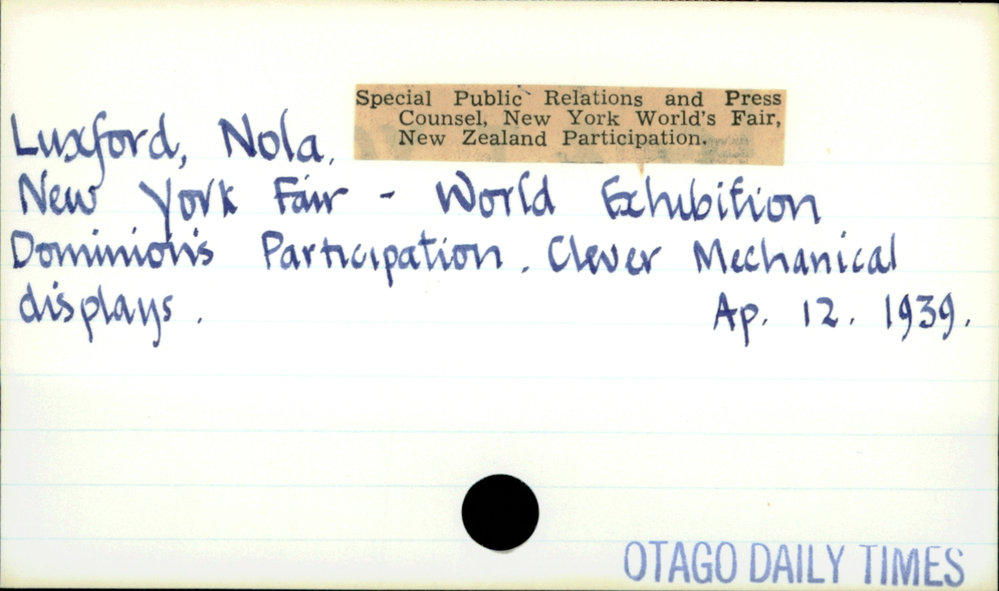 Special Public Relations and Press
Counsel, New York World's Fair,
New Zealand Participation.
Luxford, Nola.
New York Fair - World Exhibition
Dominion's Participation. Clever Mechanical
displays. Ap. 12. 1939.
OTAGO DAILY TIMES